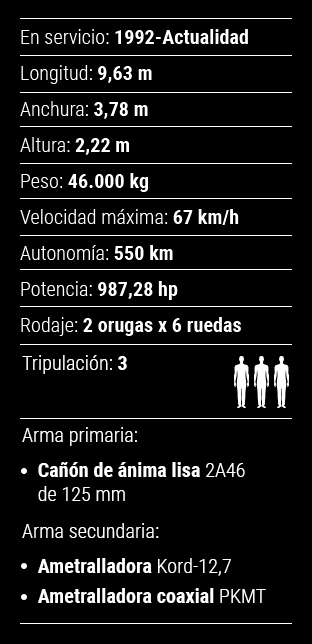 En servicio: 1992-Actualidad
Longitud: 9,63 m
Anchura: 3,78 m
Altura: 2,22 m
Peso: 46.000 kg
Velocidad máxima: 67 km/h
Autonomía: 550 km
Potencia: 987,28 hp
Rodaje: 2 orugas x 6 ruedas
Tripulación: 3
Arma primaria:
• Cañón de ánima lisa 2A46
de 125 mm
Arma secundaria:
• Ametralladora Kord-12,7
• Ametralladora coaxial PKMT